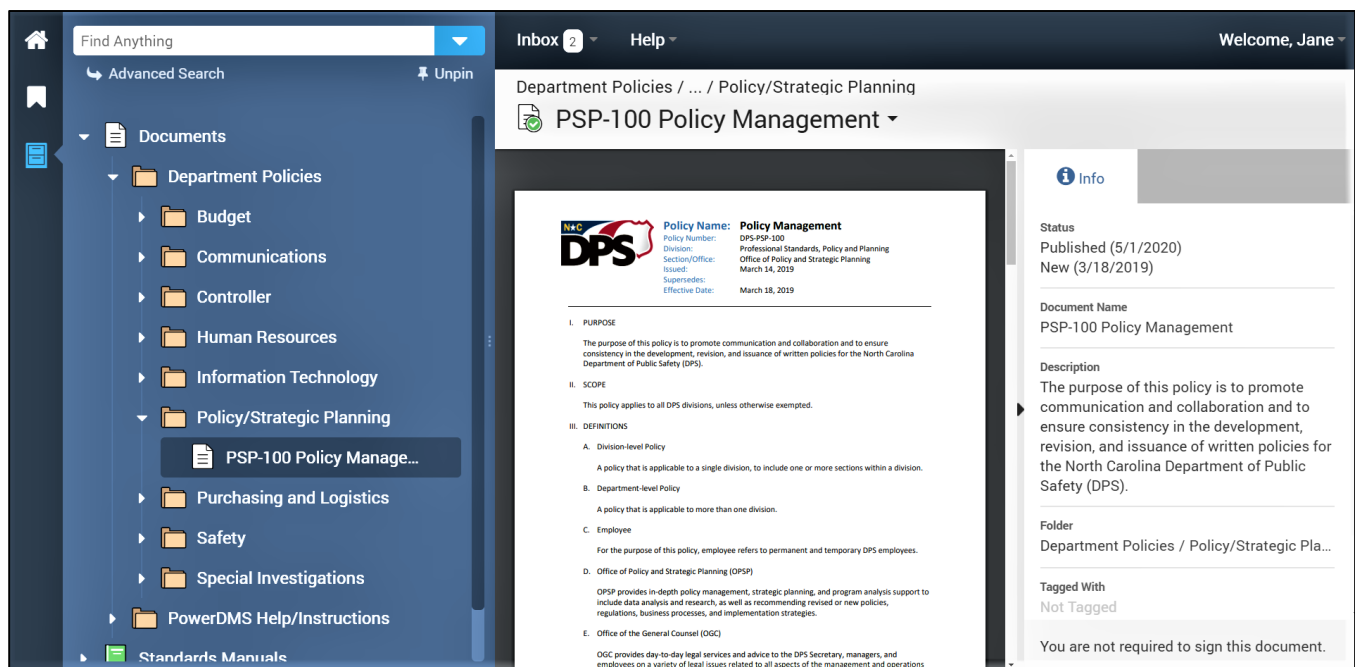 Find Anything
Advanced Search
Unpin
Documents
Department Policies
Budget
Communications
Controller
Human Resources
Information Technology
Policy/Strategic Planning
PSP-100 Policy Manage...
Purchasing and Logistics
Safety
Special Investigations
PowerDMS Help/Instructions
Standards Manuals
Inbox 2
Help
Welcome, Jane
Department Policies / ... / Policy/Strategic Planning
PSP-100 Policy Management
N★C
DPS
Policy Name: Policy Management
Policy Number: DPS-PSP-100
Division: Professional Standards, Policy and Planning
Section/Office: Office of Policy and Strategic Planning
Issued: March 14, 2019
Supersedes:
Effective Date: March 18, 2019
I. PURPOSE
The purpose of this policy is to promote communication and collaboration and to ensure
consistency in the development, revision, and issuance of written policies for the North Carolina
Department of Public Safety (DPS).
II. SCOPE
This policy applies to all DPS divisions, unless otherwise exempted.
III. DEFINITIONS
A. Division-level Policy
A policy that is applicable to a single division, to include one or more sections within a division.
B. Department-level Policy
A policy that is applicable to more than one division.
C. Employee
For the purpose of this policy, employee refers to permanent and temporary DPS employees.
D. Office of Policy and Strategic Planning (OPSP)
OPSP provides in-depth policy management, strategic planning, and program analysis support to
include data analysis and research, as well as recommending revised or new policies,
regulations, business processes, and implementation strategies.
E. Office of the General Counsel (OGC)
OGC provides day-to-day legal services and advice to the DPS Secretary, managers, and
employees on a variety of legal issues related to all aspects of the management and operations
Info
Status
Published (5/1/2020)
New (3/18/2019)
Document Name
PSP-100 Policy Management
Description
The purpose of this policy is to promote
communication and collaboration and to
ensure consistency in the development,
revision, and issuance of written policies for
the North Carolina Department of Public
Safety (DPS).
Folder
Department Policies / Policy/Strategic Pla...
Tagged With
Not Tagged
You are not required to sign this document.